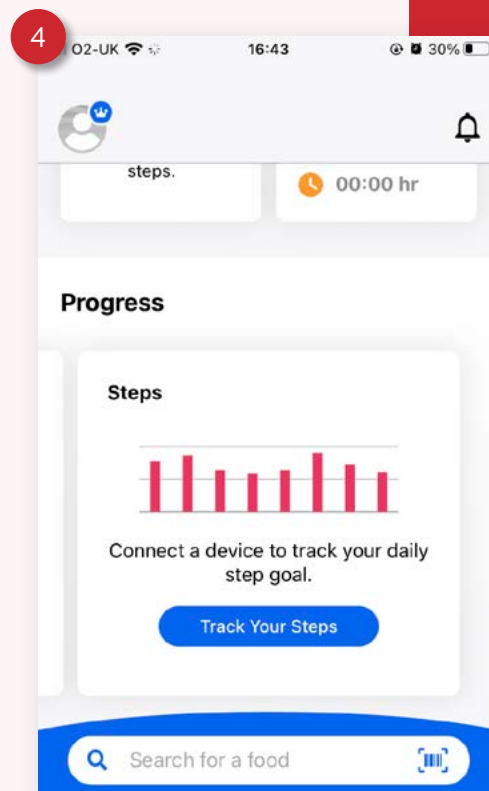 4
O2-UK
16:43
30%
steps.
00:00 hr
Progress
Steps
Connect a device to track your daily
step goal.
Track Your Steps
Search for a food